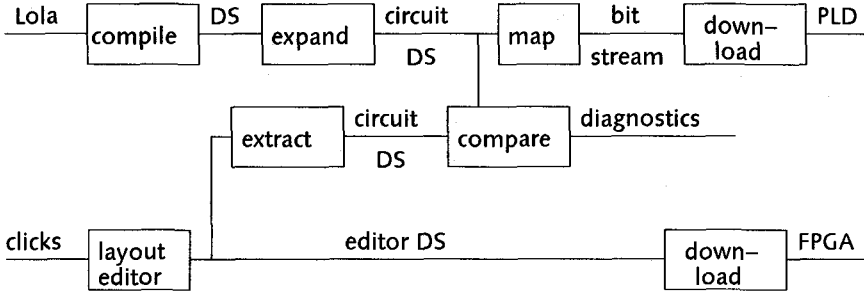 Lola
compile
DS
expand
circuit
DS
map
bit
stream
down–
load
PLD
extract
circuit
DS
compare
diagnostics
clicks
layout
editor
editor DS
down–
load
FPGA